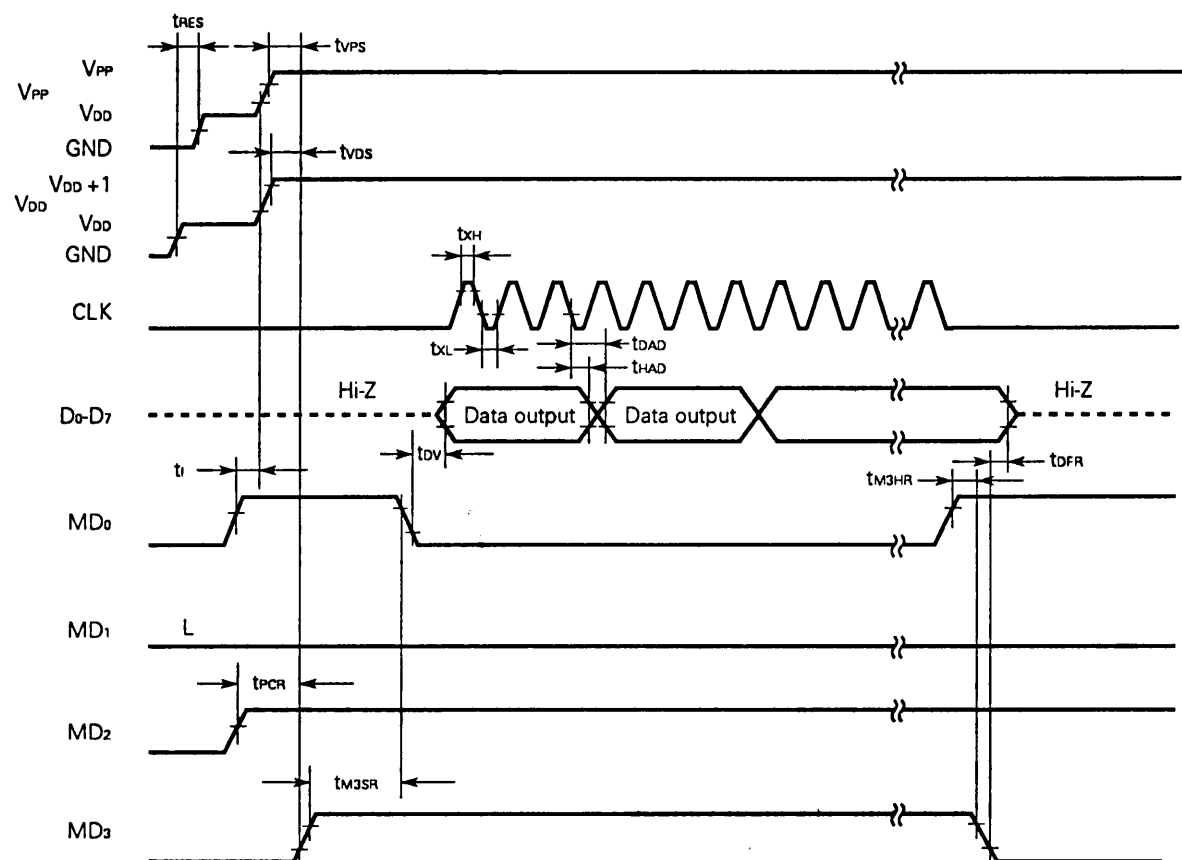 tRES
tVPS
VPP
VPP
VDD
GND
tVDS
VDD +1
VDD
VDD
GND
tXH
CLK
tXL
tDAD
tHAD
Hi-Z
Hi-Z
D0-D7
Data output
Data output
tDV
tI
tDFR
tM3HR
MD0
MD1
L
tPCR
MD2
tM3SR
MD3